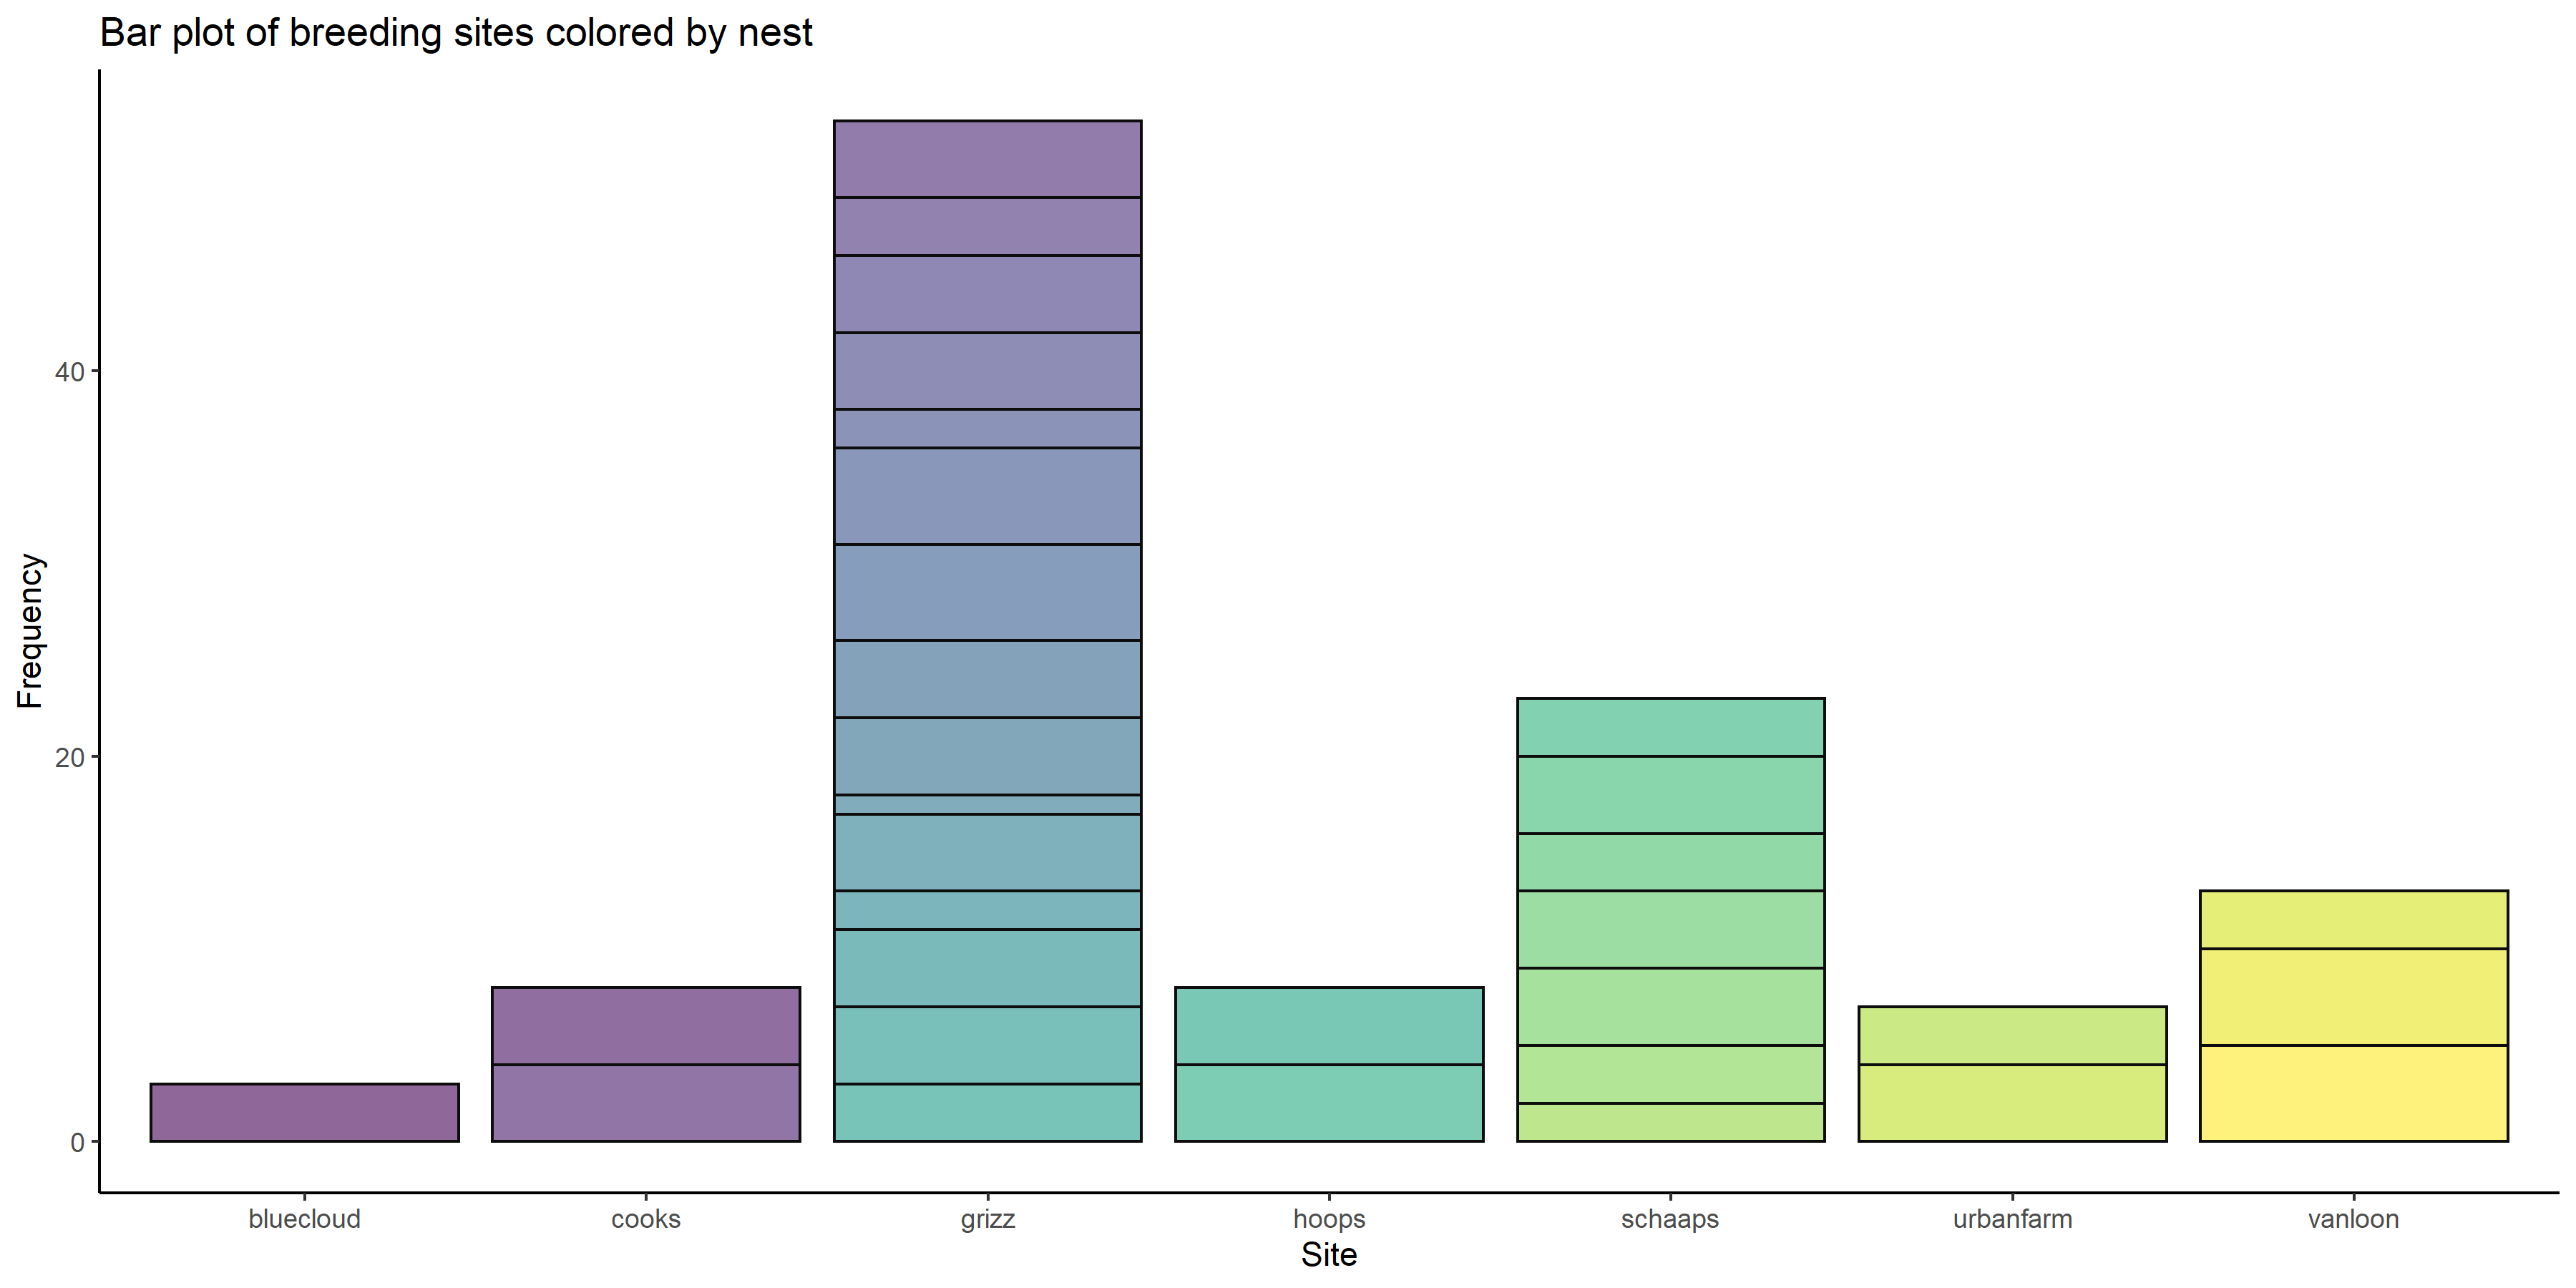 Bar plot of breeding sites colored by nest
Frequency
40
20
0
bluecloud cooks grizz hoops schaaps urbanfarm vanloon
Site